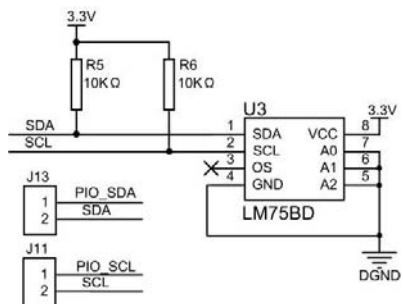 3.3V
R5
10KΩ
R6
10KΩ
U3
SDA
SCL
1 SDA VCC 8 3.3V
2 SCL A0 7
3 OS A1 6
4 GND A2 5
LM75BD
DGND
J13
1 PIO_SDA
2 SDA
J11
1 PIO_SCL
2 SCL